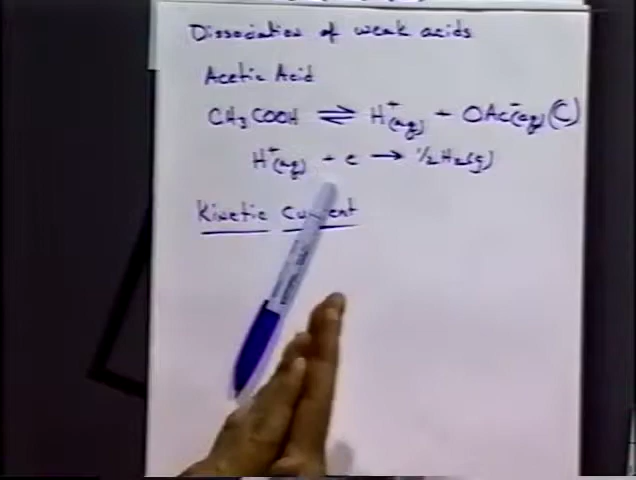 Dissociation of weak acids
Acetic Acid
CH₃COOH ⇌ H⁺(aq) + OAc⁻(aq) (C)
H⁺(aq) + e → ½H₂(g)
Kinetic Current